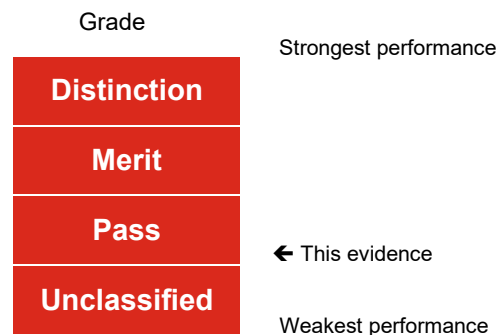 Grade
Strongest performance
Distinction
Merit
Pass
← This evidence
Unclassified
Weakest performance